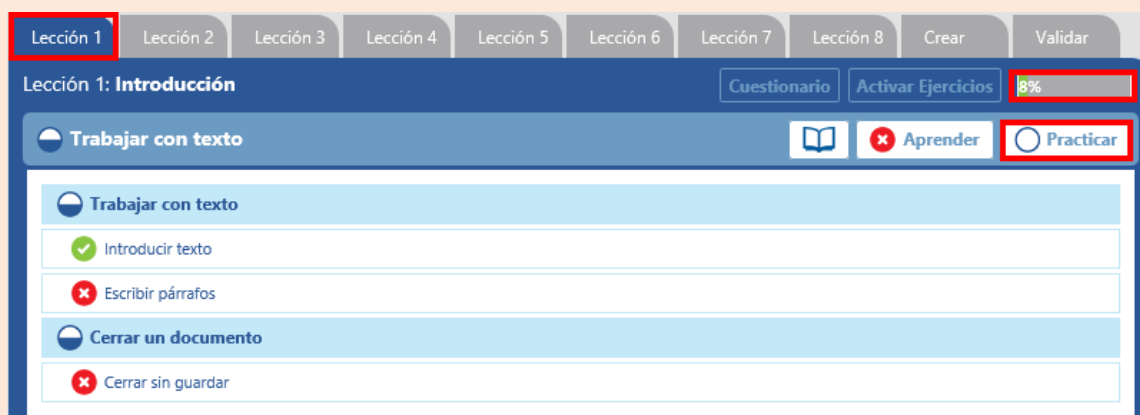 Lección 1 Lección 2 Lección 3 Lección 4 Lección 5 Lección 6 Lección 7 Lección 8 Crear Validar
Lección 1: Introducción Cuestionario Activar Ejercicios 8%
Trabajar con texto Aprender Practicar
Trabajar con texto
Introducir texto
Escribir párrafos
Cerrar un documento
Cerrar sin guardar